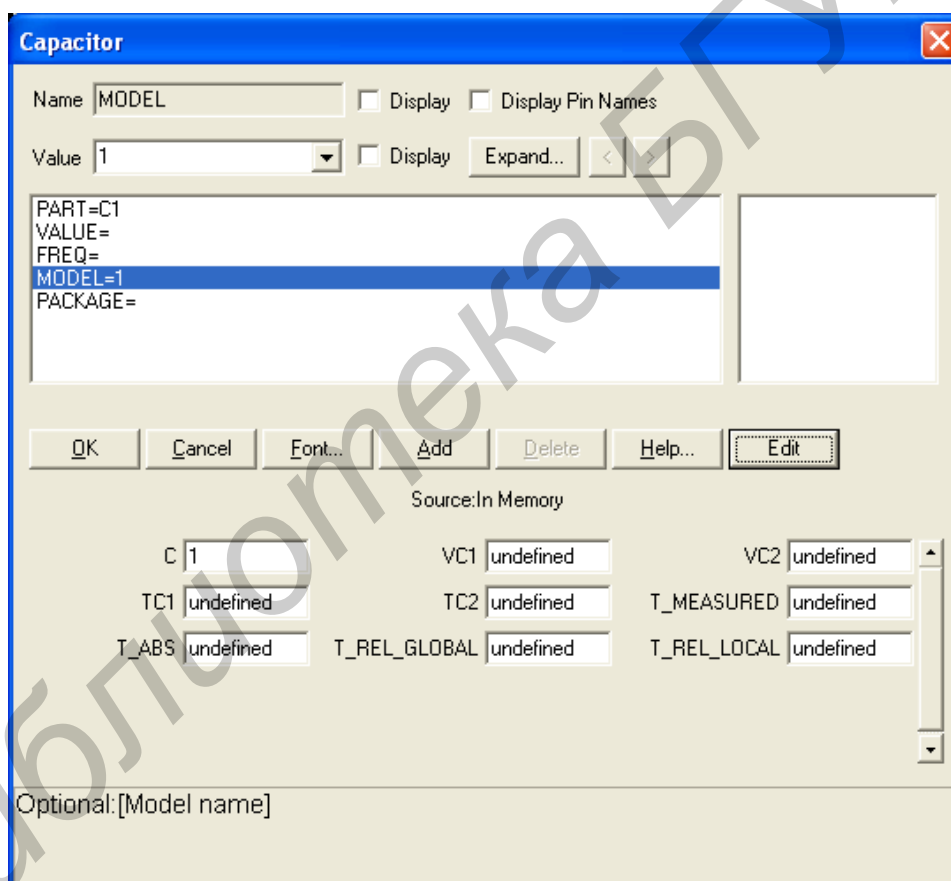 Capacitor
Name MODEL Display Display Pin Names
Value 1 Display Expand... < >
PART=C1
VALUE=
FREQ=
MODEL=1
PACKAGE=
OK Cancel Font... Add Delete Help... Edit
Source:In Memory
C 1 VC1 undefined VC2 undefined
TC1 undefined TC2 undefined T_MEASURED undefined
T_ABS undefined T_REL_GLOBAL undefined T_REL_LOCAL undefined
Optional:[Model name]
блиотека БГУ